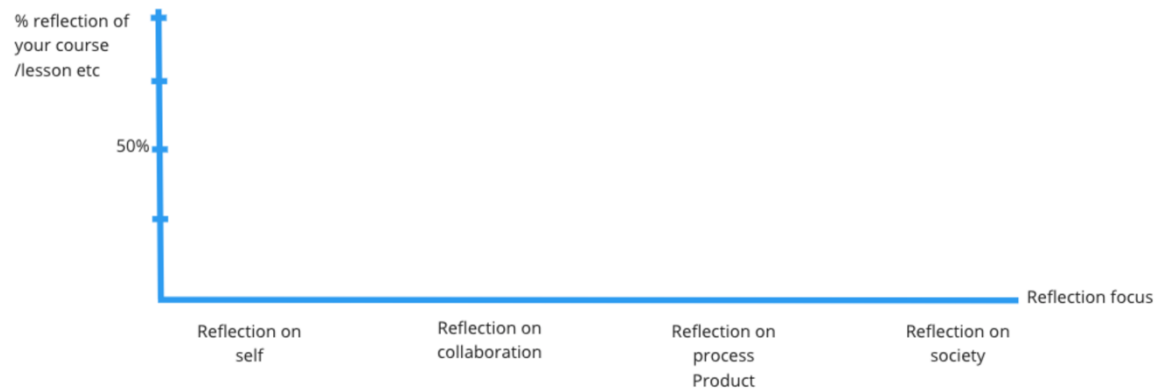 % reflection of
your course
/lesson etc
50%
Reflection focus
Reflection on
self
Reflection on
collaboration
Reflection on
process
Product
Reflection on
society